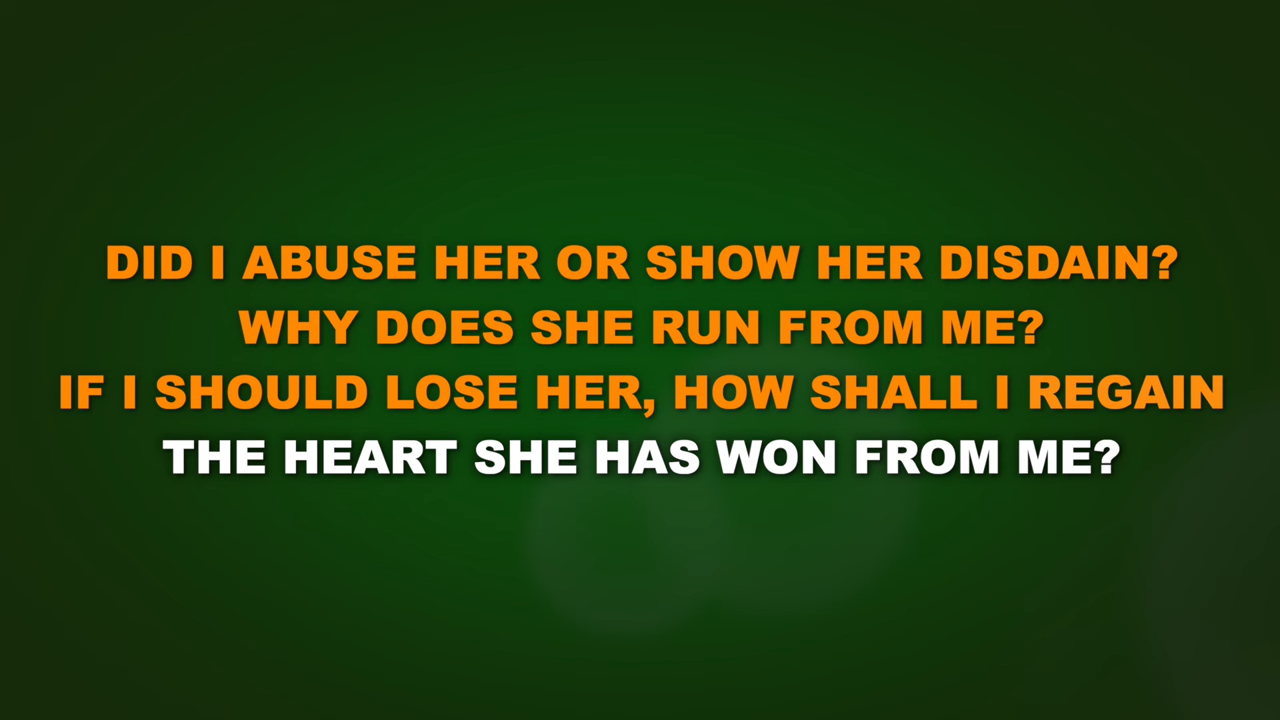 DID I ABUSE HER OR SHOW HER DISDAIN?
WHY DOES SHE RUN FROM ME?
IF I SHOULD LOSE HER, HOW SHALL I REGAIN
THE HEART SHE HAS WON FROM ME?